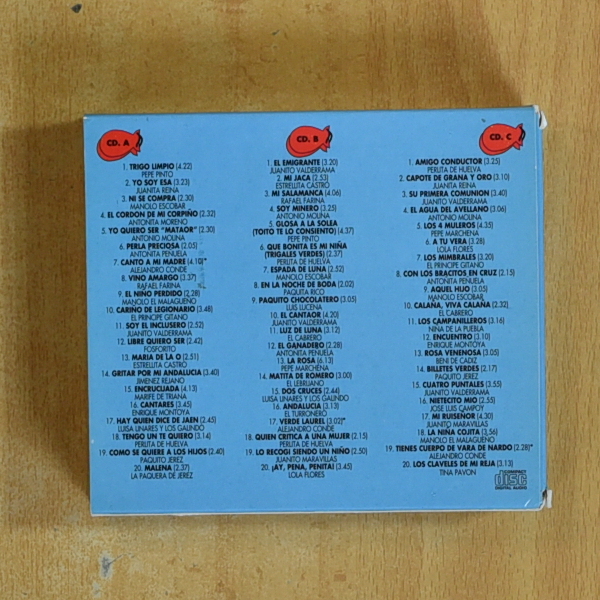 CD. A
1. TRIGO LIMPIO (4.22)
PEPE PINTO
2. YO SOY ESA (3.23)
JUANITA REINA
3. NI SE COMPRA (2.30)
MANOLO ESCOBAR
4. EL CORDON DE MI CORPIÑO (2.32)
ANTOÑITA MORENO
5. YO QUIERO SER "MATAOR" (2.30)
ANTONIO MOLINA
6. PERLA PRECIOSA (2.05)
ANTOÑITA PEÑUELA
7. CANTO A MI MADRE (4.10)*
ALEJANDRO CONDE
8. VINO AMARGO (3.37)
RAFAEL FARINA
9. EL NIÑO PERDIDO (2,28)
MANOLO EL MALAGUEÑO
10. CARIÑO DE LEGIONARIO (3.48)
EL PRINCIPE GITANO
11. SOY EL INCLUSERO (2.52)
JUANITO VALDERRAMA
12. LIBRE QUIERO SER (2.42)
FOSFORITO
13. MARIA DE LA O (2.51)
ESTRELLITA CASTRO
14. GRITAR POR MI ANDALUCIA (3.40)
JIMENEZ REJANO
15. ENCRUCIJADA (4.13)
MARIFE DE TRIANA
16. CANTARES (3.45)
ENRIQUE MONTOYA
17. HAY QUIEN DICE DE JAEN (2.45)
LUISA LINARES Y LOS GALINDO
18. TENGO UN TE QUIERO (3.14)
PERLITA DE HUELVA
19. COMO SE QUIERE A LOS HIJOS (2.40)
PAQUITO JEREZ
20. MALENA (2.37)
LA PAQUERA DE JEREZ
CD. B
1. EL EMIGRANTE (3.20)
JUANITO VALDERRAMA
2. MI JACA (2.53)
ESTRELLITA CASTRO
3. MI SALAMANCA (4.06)
RAFAEL FARINA
4. SOY MINERO (3.25)
ANTONIO MOLINA
5. GLOSA A LA SOLEA
(TOITO TE LO CONSIENTO) (4.37)
PEPE PINTO
6. QUE BONITA ES MI NIÑA
(TRIGALES VERDES) (2.37)
PERLITA DE HUELVA
7. ESPADA DE LUNA (2.52)
MANOLO ESCOBAR
8. EN LA NOCHE DE BODA (2.02)
PAQUITA RICO
9. PAQUITO CHOCOLATERO (3.05)
LUIS LUCENA
10. EL CANTAOR (4.20)
JUANITO VALDERRAMA
11. LUZ DE LUNA (3.12)
EL CABRERO
12. EL GANADERO (2.28)
ANTOÑITA PEÑUELA
13. LA ROSA (6.13)
PEPE MARCHENA
14. MATITA DE ROMERO (3.00)
EL LEBRIJANO
15. DOS CRUCES (2.44)
LUISA LINARES Y LOS GALINDO
16. ANDALUCIA (3.13)
EL TURRONERO
17. VERDE LAUREL (3.02)*
ALEJANDRO CONDE
18. QUIEN CRITICA A UNA MUJER (2.15)
PERLITA DE HUELVA
19. LO RECOGI SIENDO UN NIÑO (2.50)
JUANITO MARAVILLAS
20. ¡AY, PENA, PENITA! (3.45)
LOLA FLORES
CD. C
1. AMIGO CONDUCTOR (3.25)
PERLITA DE HUELVA
2. CAPOTE DE GRANA Y ORO (3.10)
JUANITA REINA
3. SU PRIMERA COMUNION (3.40)
JUANITO VALDERRAMA
4. EL AGUA DEL AVELLANO (3.06)
ANTONIO MOLINA
5. LOS 4 MULEROS (4.35)
PEPE MARCHENA
6. A TU VERA (3.28)
LOLA FLORES
7. LOS MIMBRALES (3.20)
EL PRINCIPE GITANO
8. CON LOS BRACITOS EN CRUZ (2.15)
ANTOÑITA PEÑUELA
9. AQUEL HIJO (3.05)
MANOLO ESCOBAR
10. CALAÑA, VIVA CALAÑA (2.32)
EL CABRERO
11. LOS CAMPANILLEROS (3.16)
NIÑA DE LA PUEBLA
12. ENCUENTRO (3.10)
ENRIQUE MONTOYA
13. ROSA VENENOSA (3.05)
BENI DE CADIZ
14. BILLETES VERDES (2.17)
PAQUITO JEREZ
15. CUATRO PUNTALES (3.55)
JUANITO VALDERRAMA
16. NIETECITO MIO (2.55)
JOSE LUIS CAMPOY
17. MI RUISEÑOR (4.30)
JUANITO MARAVILLAS
18. LA NIÑA COJITA (3,56)
MANOLO EL MALAGUEÑO
19. TIENES CUERPO DE VARA DE NARDO (2.28)*
ALEJANDRO CONDE
20. LOS CLAVELES DE MI REJA (3.13)
TINA PAVON
COMPACT
disc
DIGITAL AUDIO